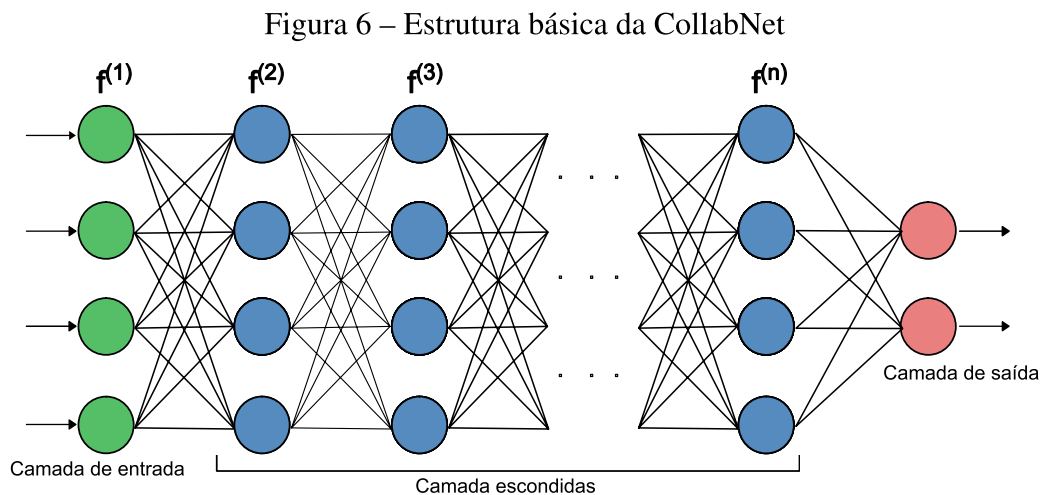 Figura 6 – Estrutura básica da CollabNet
f(1) f(2) f(3) f(n)
. . .
. . .
. . .
Camada de saída
Camada de entrada
Camada escondidas